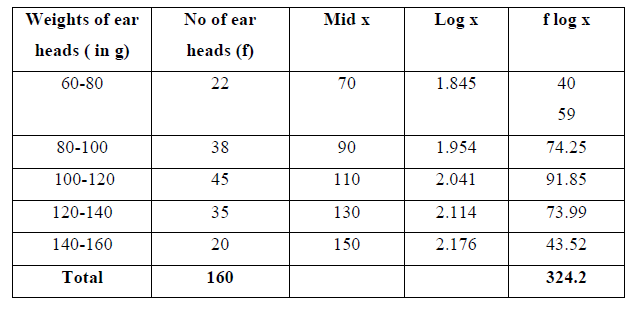 Weights of ear heads ( in g) No of ear heads (f) Mid x Log x f log x
60-80 22 70 1.845 40
59
80-100 38 90 1.954 74.25
100-120 45 110 2.041 91.85
120-140 35 130 2.114 73.99
140-160 20 150 2.176 43.52
Total 160 324.2